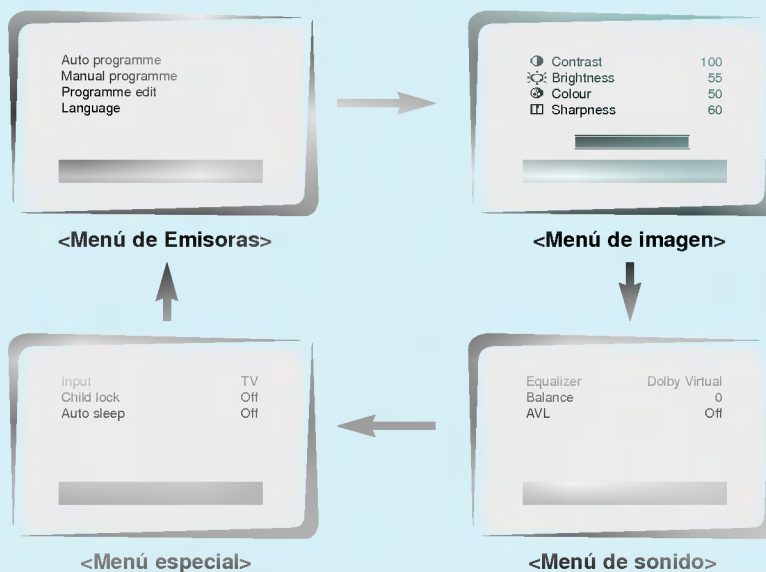 Auto programme
Manual programme
Programme edit
Language
<Menú de Emisoras>
Contrast 100
Brightness 55
Colour 50
Sharpness 60
<Menú de imagen>
Input TV
Child lock Off
Auto sleep Off
<Menú especial>
Equalizer Dolby Virtual
Balance 0
AVL Off
<Menú de sonido>